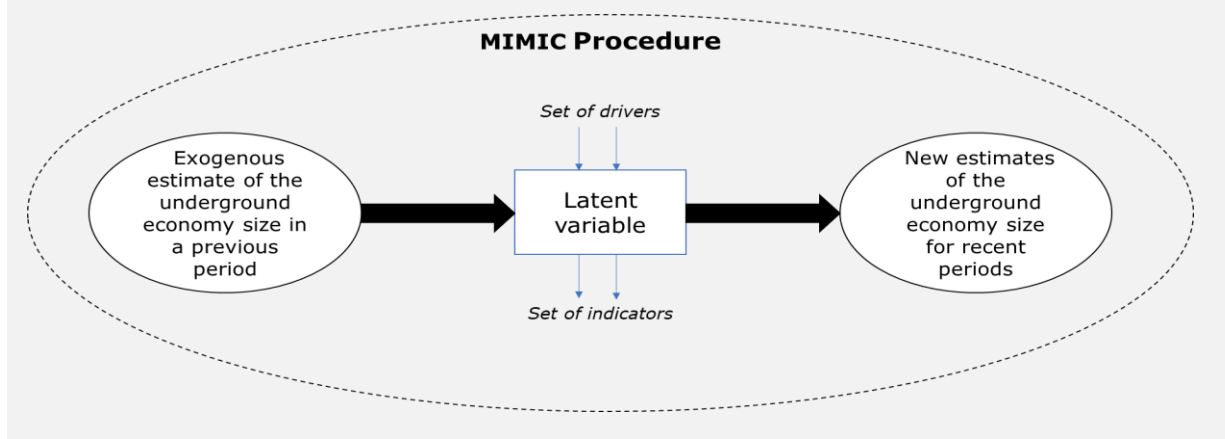 MIMIC Procedure
Set of drivers
Exogenous
estimate of the
underground
economy size in
a previous
period
Latent
variable
New estimates
of the
underground
economy size
for recent
periods
Set of indicators